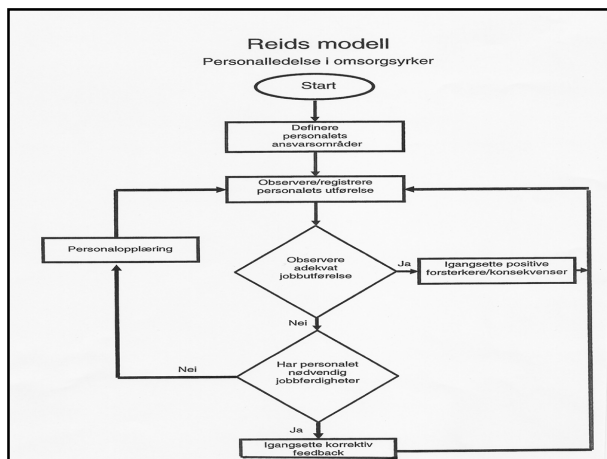 Reids modell
Personalledelse i omsorgsyrker
Start
Definere
personalets
ansvarsområder
Observere/registrere
personalets utførelse
Personalopplæring
Observere
adekvat
jobbutførelse
Ja
Igangsette positive
forsterkere/konsekvenser
Nei
Har personalet
nødvendig
jobbferdigheter
Nei
Ja
Igangsette korrektiv
feedback